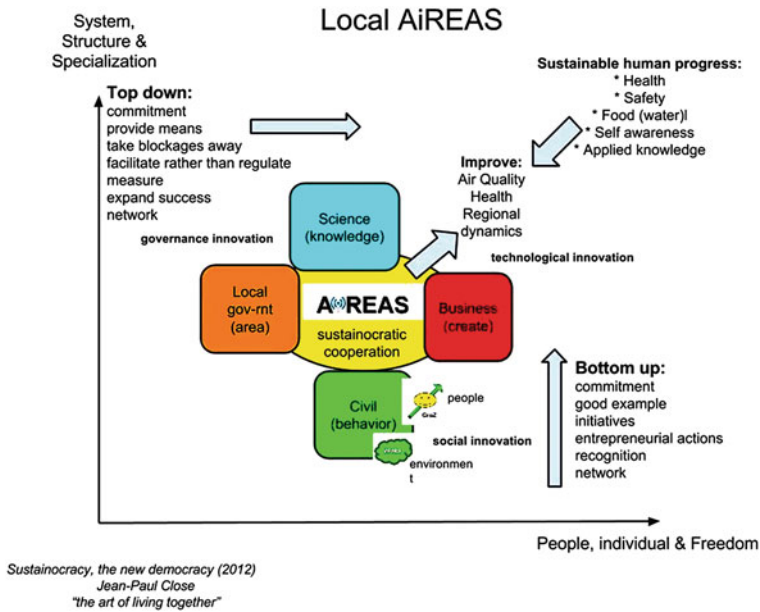 Local AiREAS
System,
Structure &
Specialization
Top down:
commitment
provide means
take blockages away
facilitate rather than regulate
measure
expand success
network
Sustainable human progress:
* Health
* Safety
* Food (water)l
* Self awareness
* Applied knowledge
Improve:
Air Quality
Health
Regional
dynamics
governance innovation
technological innovation
Science
(knowledge)
Local
gov-rnt
(area)
AiREAS
sustainocratic
cooperation
Business
(create)
Civil
(behavior)
people
social innovation
environmen
t
Bottom up:
commitment
good example
initiatives
entrepreneurial actions
recognition
network
People, individual & Freedom
Sustainocracy, the new democracy (2012)
Jean-Paul Close
“the art of living together”